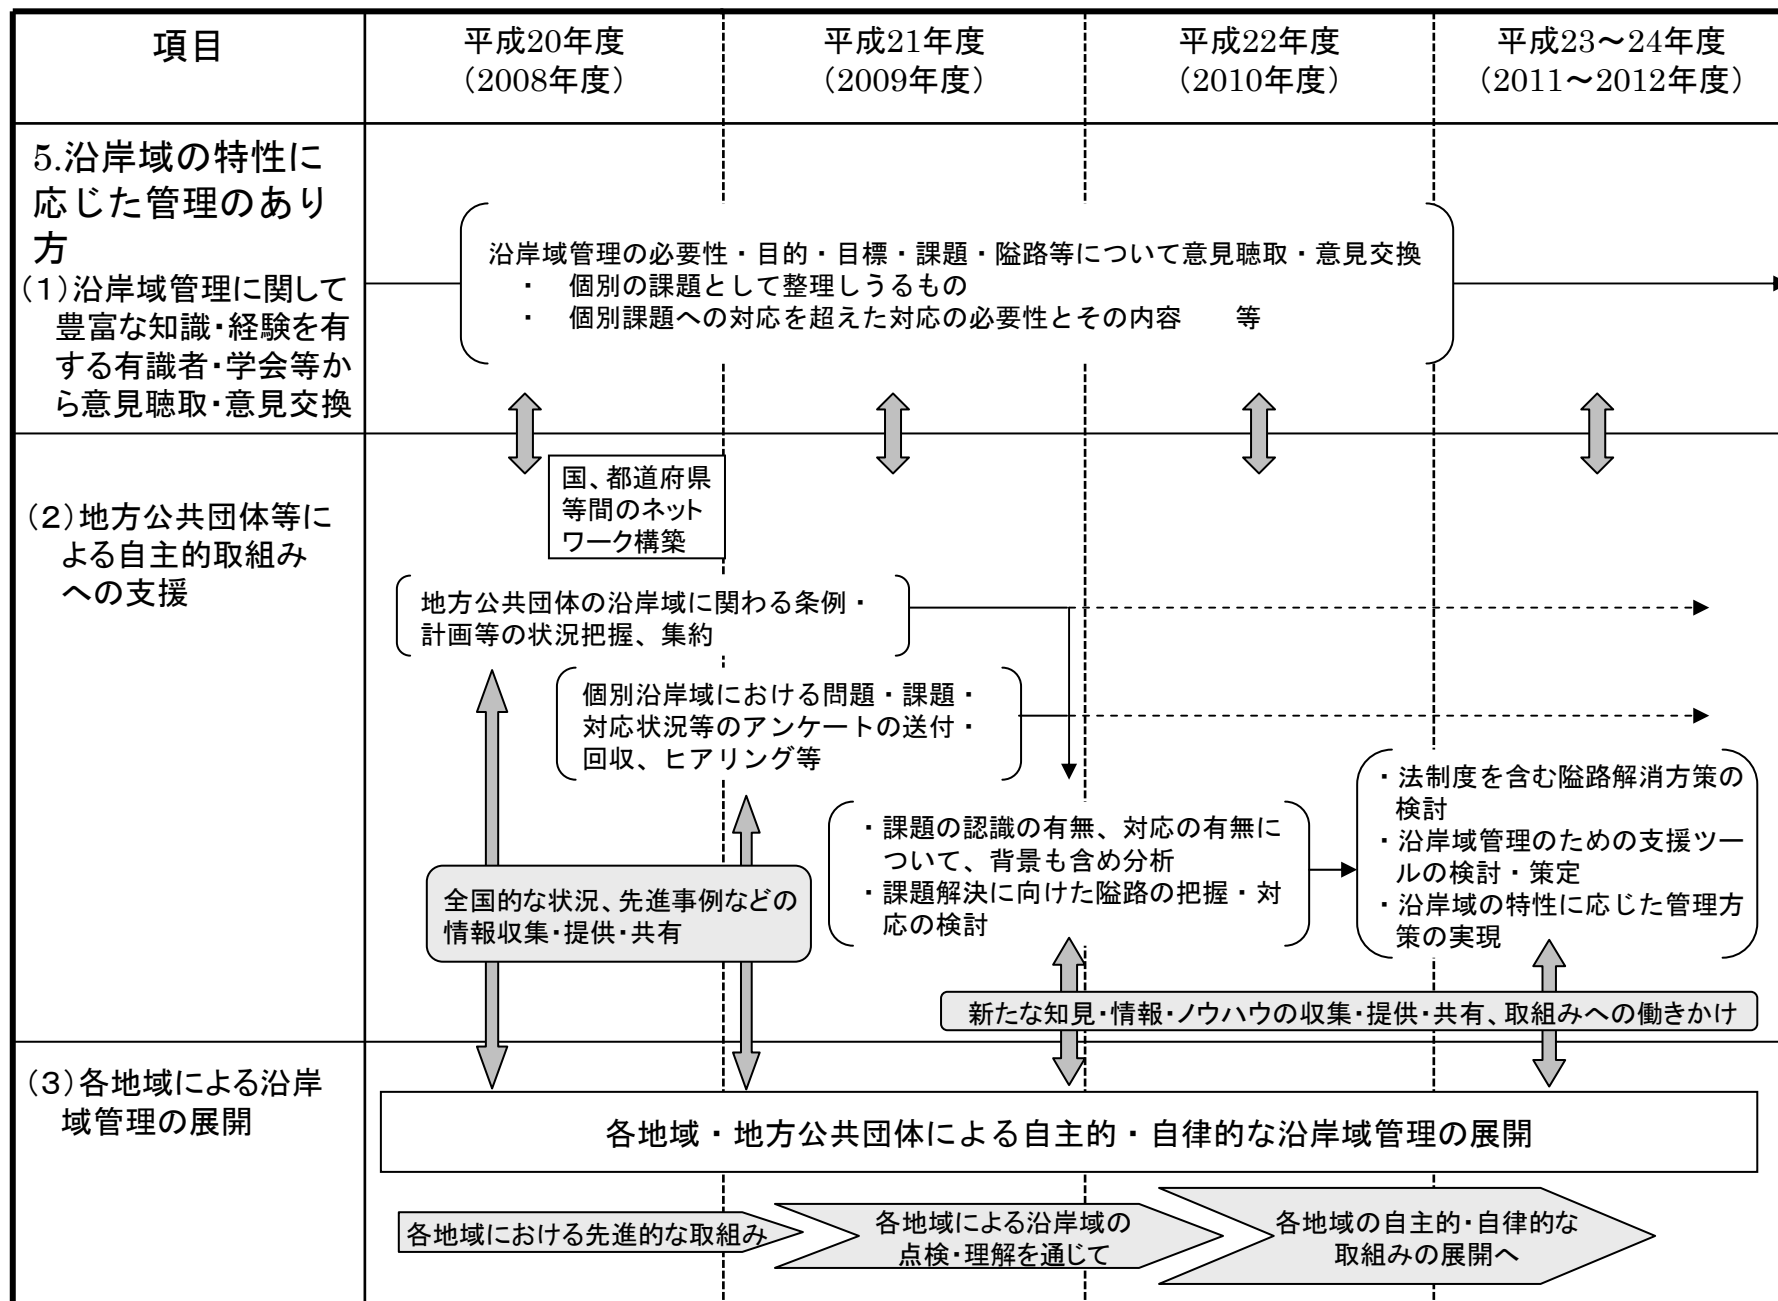 項目
平成20年度
（2008年度）
平成21年度
（2009年度）
平成22年度
（2010年度）
平成23～24年度
（2011～2012年度）
5.沿岸域の特性に
応じた管理のあり
方
（1）沿岸域管理に関して
豊富な知識・経験を有
する有識者・学会等か
ら意見聴取・意見交換
沿岸域管理の必要性・目的・目標・課題・隘路等について意見聴取・意見交換
・　個別の課題として整理しうるもの
・　個別課題への対応を超えた対応の必要性とその内容　　等
（2）地方公共団体等に
よる自主的取組み
への支援
国、都道府県
等間のネット
ワーク構築
地方公共団体の沿岸域に関わる条例・
計画等の状況把握、集約
個別沿岸域における問題・課題・
対応状況等のアンケートの送付・
回収、ヒアリング等
・課題の認識の有無、対応の有無に
ついて、背景も含め分析
・課題解決に向けた隘路の把握・対
応の検討
・法制度を含む隘路解消方策の
検討
・沿岸域管理のための支援ツー
ルの検討・策定
・沿岸域の特性に応じた管理方
策の実現
全国的な状況、先進事例などの
情報収集・提供・共有
新たな知見・情報・ノウハウの収集・提供・共有、取組みへの働きかけ
（3）各地域による沿岸
域管理の展開
各地域・地方公共団体による自主的・自律的な沿岸域管理の展開
各地域における先進的な取組み
各地域による沿岸域の
点検・理解を通じて
各地域の自主的・自律的な
取組みの展開へ